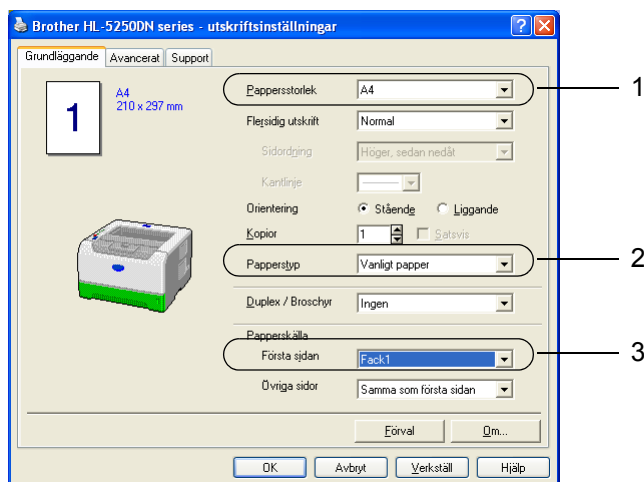 Brother HL-5250DN series - utskriftsinställningar
Grundläggande Avancerat Support
1
A4
210 x 297 mm
Pappersstorlek A4 1
Flersidig utskrift Normal
Sidordning Höger, sedan nedåt
Kantlinje
Orientering Stående Liggande
Kopior 1 Satsvis
Papperstyp Vanligt papper 2
Duplex / Broschyr Ingen
Papperskälla
Första sidan Fack1 3
Övriga sidor Samma som första sidan
Förval Om...
OK Avbryt Verkställ Hjälp